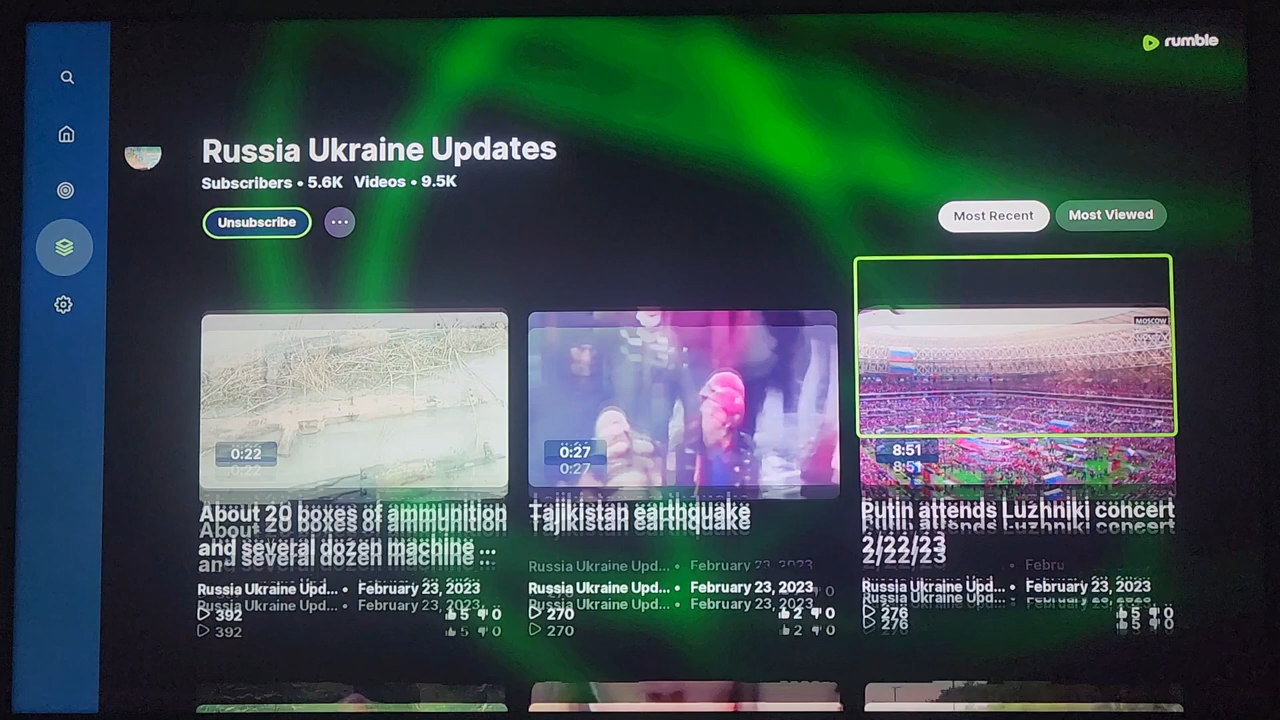 rumble
Russia Ukraine Updates
Subscribers • 5.6K Videos • 9.5K
Unsubscribe
Most Recent
Most Viewed
MOSCOW
0:22
0:27
8:51
About 20 boxes of ammunition
and several dozen machine ...
Russia Ukraine Upd... • February 23, 2023
392
5
0
Tajikistan earthquake
Russia Ukraine Upd... • February 23, 2023
270
2
0
Putin attends Luzhniki concert
2/22/23
Russia Ukraine Upd... • February 23, 2023
276
5
0